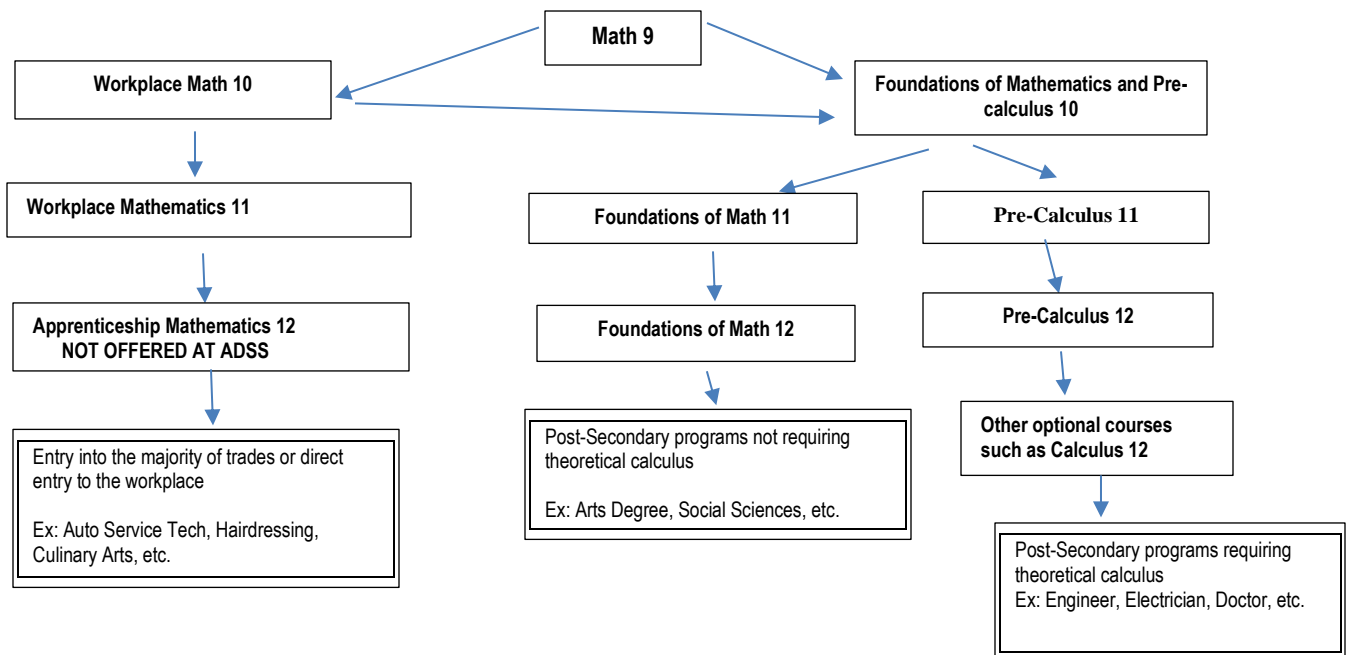 Math 9
Workplace Math 10
Foundations of Mathematics and Pre-
calculus 10
Workplace Mathematics 11
Foundations of Math 11
Pre-Calculus 11
Apprenticeship Mathematics 12
NOT OFFERED AT ADSS
Foundations of Math 12
Pre-Calculus 12
Entry into the majority of trades or direct
entry to the workplace
Ex: Auto Service Tech, Hairdressing,
Culinary Arts, etc.
Post-Secondary programs not requiring
theoretical calculus
Ex: Arts Degree, Social Sciences, etc.
Other optional courses
such as Calculus 12
Post-Secondary programs requiring
theoretical calculus
Ex: Engineer, Electrician, Doctor, etc.